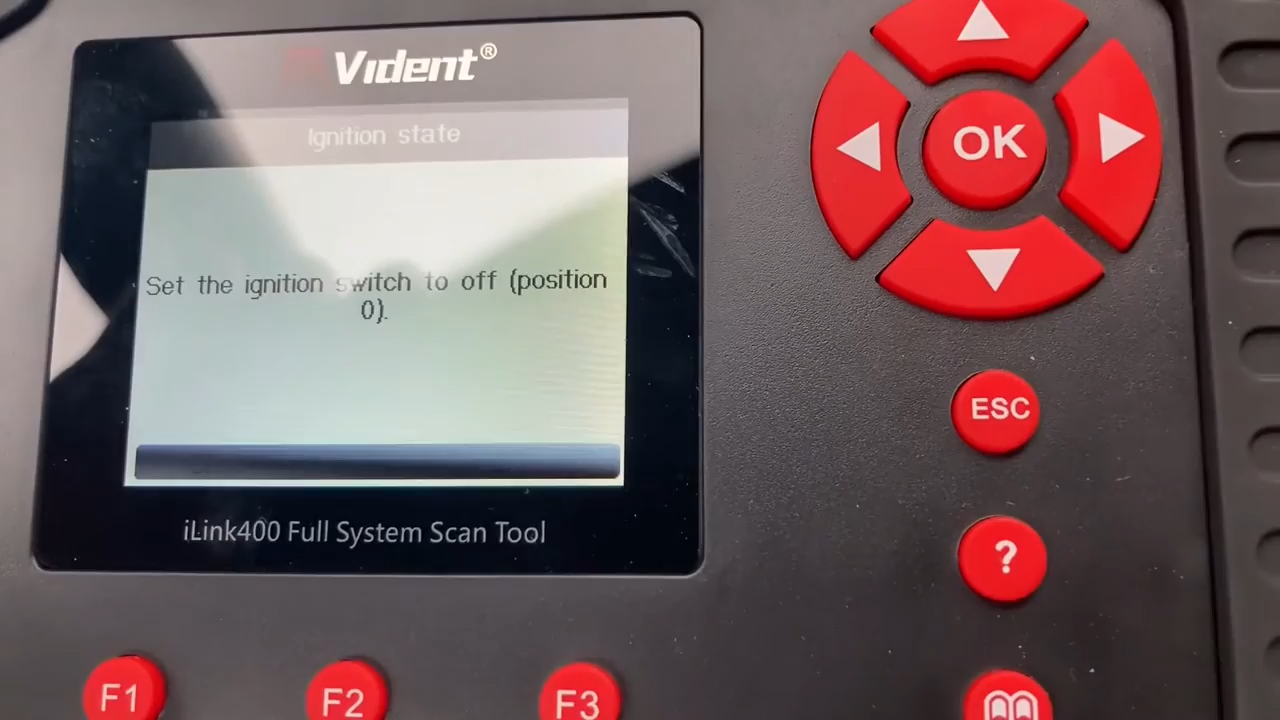 Vident®
Ignition state
Set the ignition switch to off (position
0).
iLink400 Full System Scan Tool
OK
ESC
?
F1
F2
F3